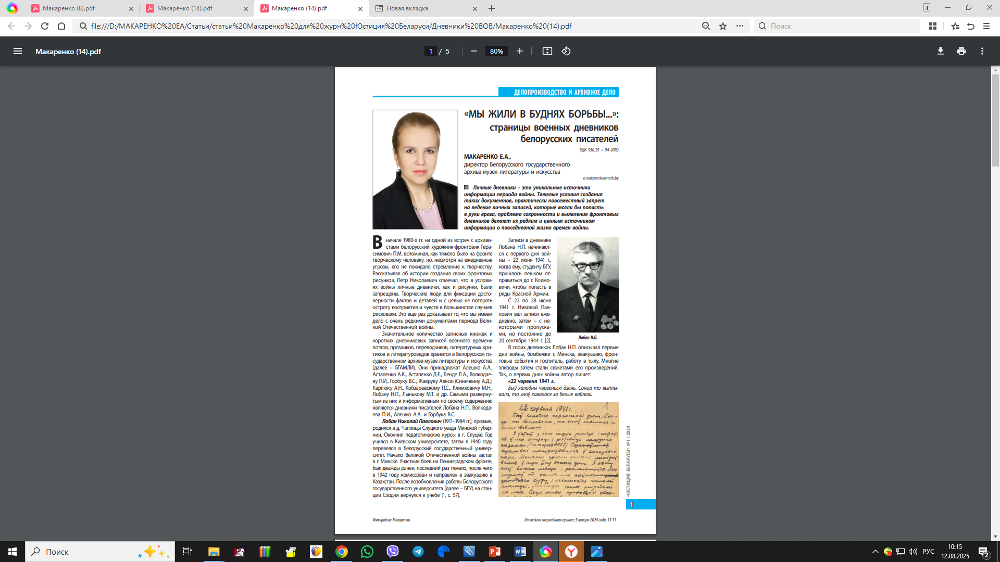 Макаренко (8).pdf
Макаренко (14).pdf
Макаренко (14).pdf
Новая вкладка
4
file:///D:/МАКАРЕНКО%20ЕА/Статьи/статьи%20Макаренко%20для%20журн%20Юстиция%20Беларуси/Дневники%20ВОВ/Макаренко%20(14).pdf
Поиск
Макаренко (14).pdf
1 / 5
80%
ДЕЛОПРОИЗВОДСТВО И АРХИВНОЕ ДЕЛО
«МЫ ЖИЛИ В БУДНЯХ БОРЬБЫ...»:
страницы военных дневников
белорусских писателей
УДК 930.25 + 94 (476)
МАКАРЕНКО Е.А.,
директор Белорусского государственного
архива-музея литературы и искусства
e.makarenko@narb.by
Личные дневники – это уникальные источники
информации периода войны. Тяжелые условия создания
таких документов, практически повсеместный запрет
на ведение личных записей, которые могли бы попасть
в руки врага, проблема сохранности и выявления фронтовых
дневников делают их редким и ценным источником
информации о повседневной жизни времен войны.
В начале 1980-х гг. на одной из встреч с архиви-
стами белорусский художник-фронтовик Гера-
симович П.М. вспоминал, как тяжело было на фронте
творческому человеку, но, несмотря на ежедневные
угрозы, его не покидало стремление к творчеству.
Рассказывая об истории создания своих фронтовых
рисунков, Петр Николаевич отмечал, что в услови-
ях войны личные дневники, как и рисунки, были
запрещены. Творческие люди для фиксации досто-
верности фактов и деталей и с целью не потерять
остроту восприятия и чувств в большинстве случаев
рисковали. Это еще раз доказывает то, что мы имеем
дело с очень редкими документами периода Вели-
кой Отечественной войны.
Значительное количество записных книжек и
коротких дневниковых записей военного времени
поэтов, прозаиков, переводчиков, литературных кри-
тиков и литературоведов хранится в Белорусском го-
сударственном архиве-музее литературы и искусства
(далее – БГАМЛИ). Они принадлежат Алешко А.А.,
Астапенко А.К., Астапенко Д.Е., Бенде Л.А., Волкодае-
ву П.И., Горбуку В.С., Жавруку Алесю (Синичкину А.Д.),
Карпюку А.Н., Кобзаревскому П.С., Климковичу М.Н.,
Лобану Н.П., Лынькову М.Т. и др. Самыми разверну-
тым из них и информативным по своему содержанию
являются дневники писателей Лобана Н.П., Волкода-
ева П.И., Алешко А.А. и Горбука В.С.
Лобан Николай Павлович (1911–1984 гг.), прозаик,
родился в д. Чаплицы Слуцкого уезда Минской губер-
нии. Окончил педагогические курсы в г. Слуцке. Год
учился в Киевском университете, затем в 1940 году
перевелся в Белорусский государственный универ-
ситет. Начало Великой Отечественной войны застал
в г. Минске. Участник боев на Ленинградском фронте,
был дважды ранен, последний раз тяжело, после чего
в 1942 году комиссован и направлен в эвакуацию в
Казахстан. После возобновления работы Белорусского
государственного университета (далее – БГУ) на стан-
ции Сходня вернулся к учебе [1, с. 57].
Записи в дневнике
Лобана Н.П. начинают-
ся с первого дня вой-
ны – 22 июня 1941 г.,
когда ему, студенту БГУ,
пришлось пешком от-
правиться до г. Климо-
вичи, чтобы попасть в
ряды Красной Армии.
С 22 по 28 июня
1941 г. Николай Пав-
лович вел записи еже-
дневно, затем – с не-
которыми пропуска-
ми, но постоянно до
20 сентября 1944 г. [2].
Лобан Н.П.
В своих дневниках Лобан Н.П. описывал первые
дни войны, бомбежки г. Минска, эвакуацию, фрон-
товые события и госпиталь, работу в тылу. Многие
эпизоды затем стали сюжетами его произведений.
Так, о первых днях войны автор пишет:
«22 чэрвеня 1941 г.
Быў халодны чэрвеньскі дзень. Сонца то выплы-
вала, то зноў хавалася за белыя воблакі.
22 чэрвеня 1941 г.
1
«ЮСТИЦИЯ БЕЛАРУСИ» №1 / 2024
1
Имя файла: Макаренко
Последняя сохранённая правка: 5 января 2024 года, 15:11
Поиск
РУС
10:15
12.08.2025
2